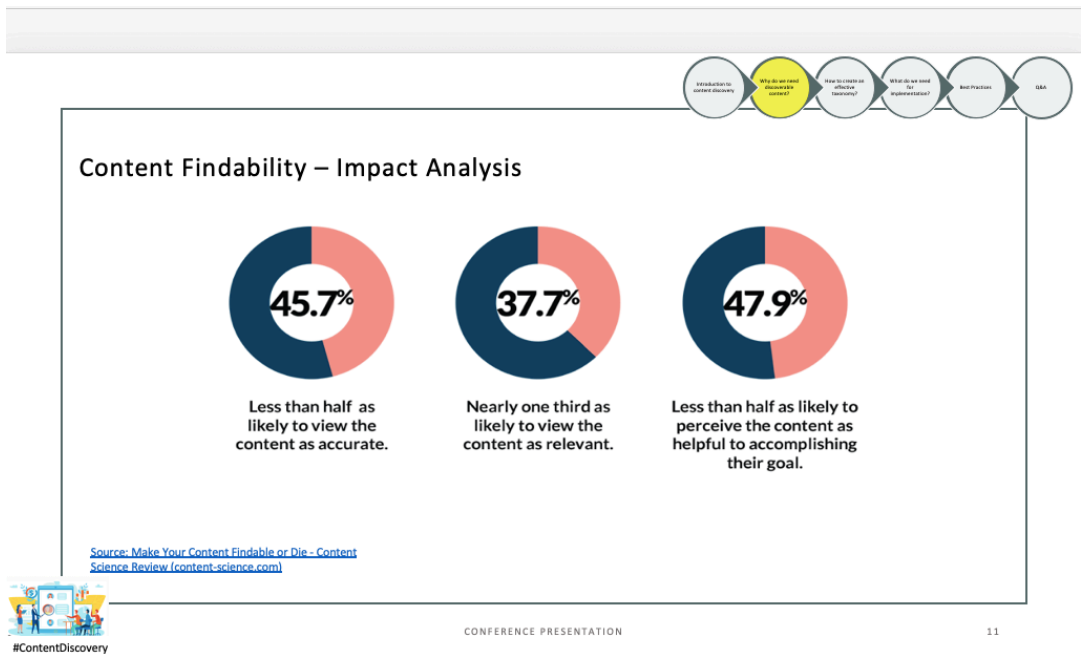 Introduction to
content discovery
Why do we need
discoverable
content?
How to create an
effective
taxonomy?
What do we need
for
implementation?
Best Practices
Q&A
Content Findability – Impact Analysis
45.7%
37.7%
47.9%
Less than half as
likely to view the
content as accurate.
Nearly one third as
likely to view the
content as relevant.
Less than half as likely to
perceive the content as
helpful to accomplishing
their goal.
Source: Make Your Content Findable or Die - Content
Science Review (content-science.com)
#ContentDiscovery
CONFERENCE PRESENTATION
11